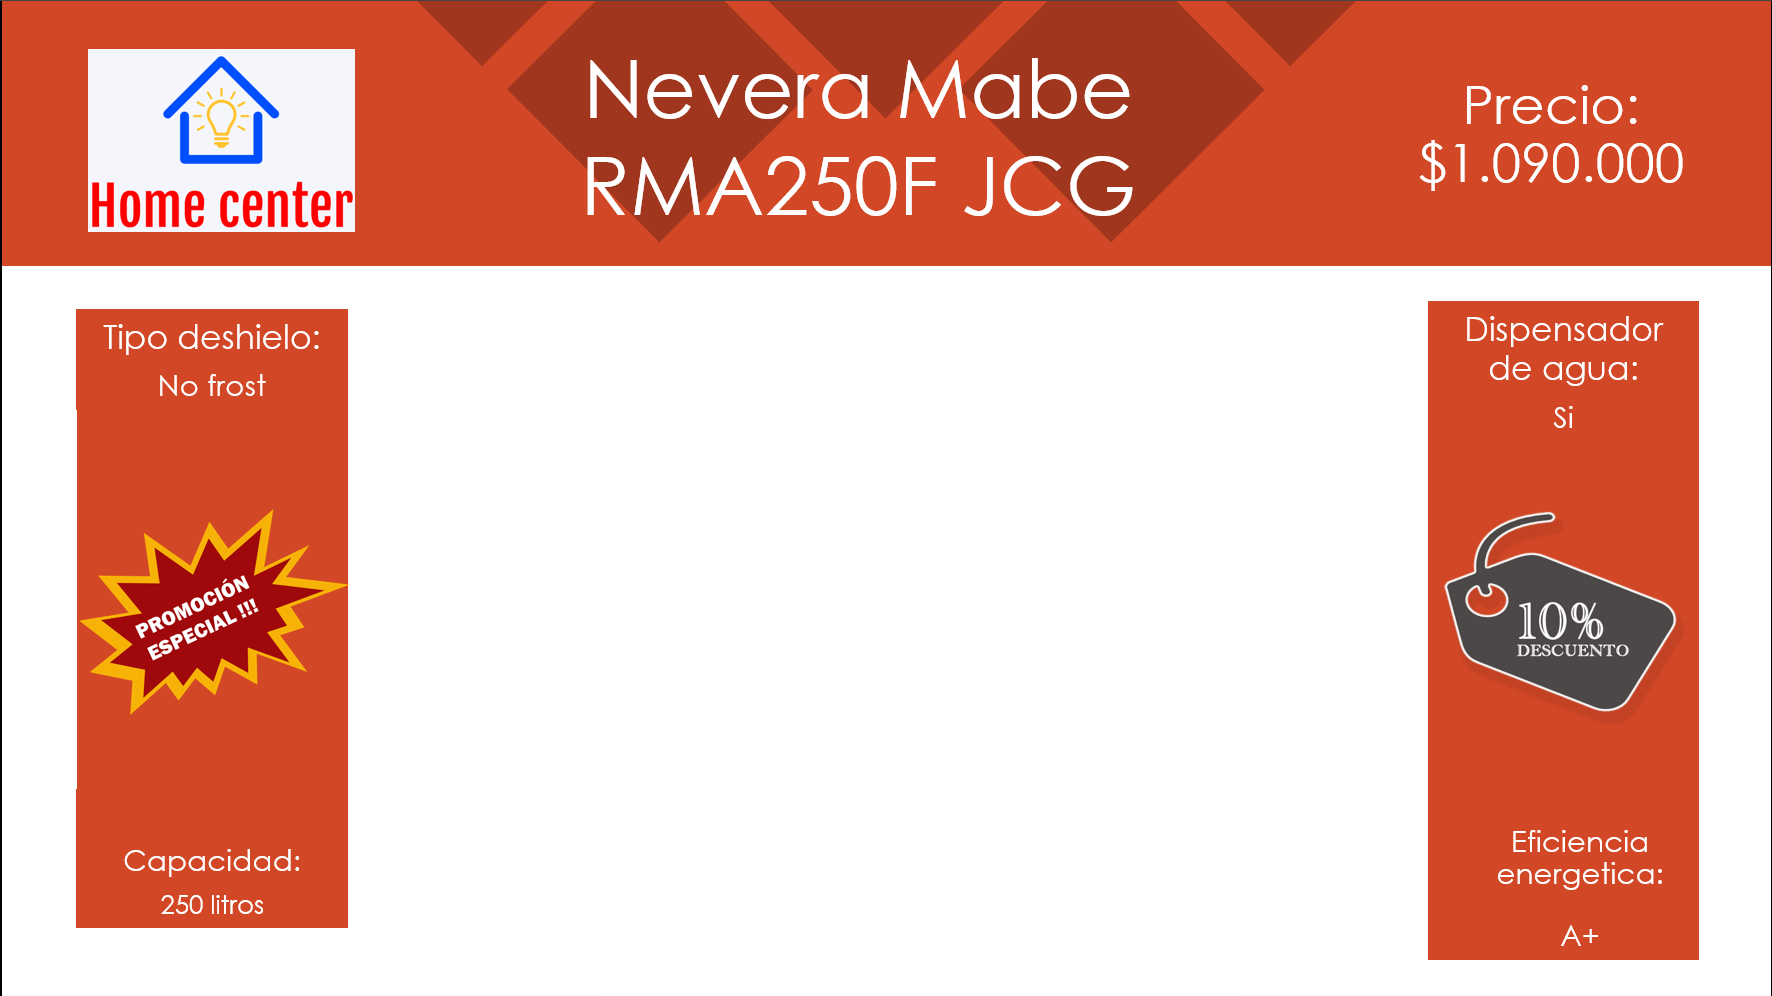 Home center
Nevera Mabe
RMA250F JCG
Precio:
$1.090.000
Tipo deshielo:
No frost
PROMOCIÓN
ESPECIAL !!!
Capacidad:
250 litros
Dispensador
de agua:
Si
10%
DESCUENTO
Eficiencia
energetica:
A+